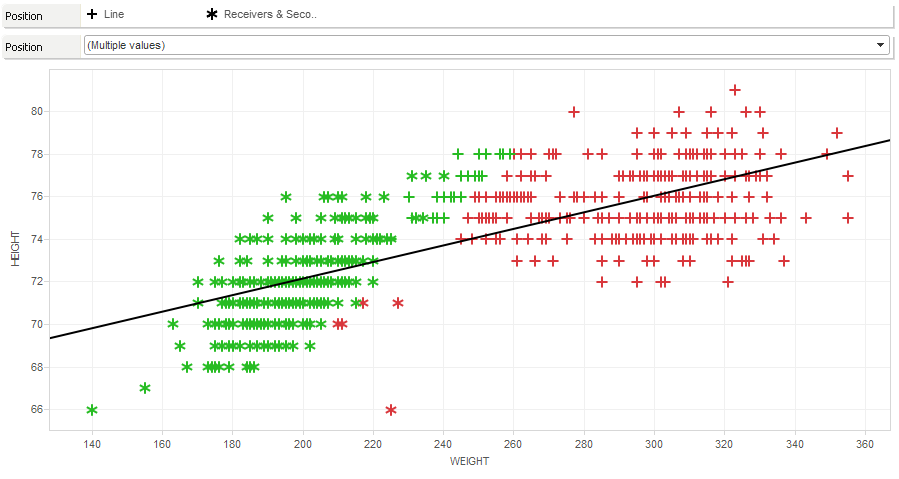 Position Line Receivers & Seco..
Position (Multiple values)
80
78
76
74
72
70
68
66
HEIGHT
140 160 180 200 220 240 260 280 300 320 340 360
WEIGHT